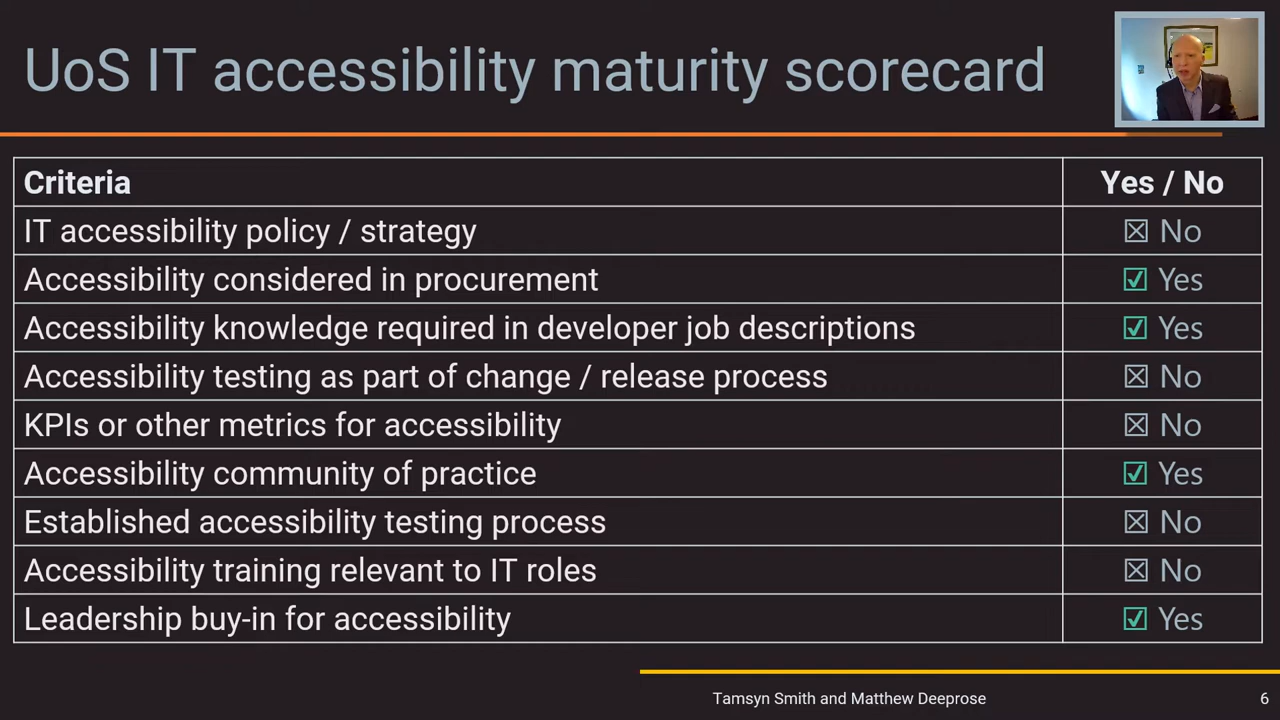 UoS IT accessibility maturity scorecard
Criteria Yes / No
IT accessibility policy / strategy ☒ No
Accessibility considered in procurement ☑ Yes
Accessibility knowledge required in developer job descriptions ☑ Yes
Accessibility testing as part of change / release process ☒ No
KPIs or other metrics for accessibility ☒ No
Accessibility community of practice ☑ Yes
Established accessibility testing process ☒ No
Accessibility training relevant to IT roles ☒ No
Leadership buy-in for accessibility ☑ Yes
Tamsyn Smith and Matthew Deeprose 6